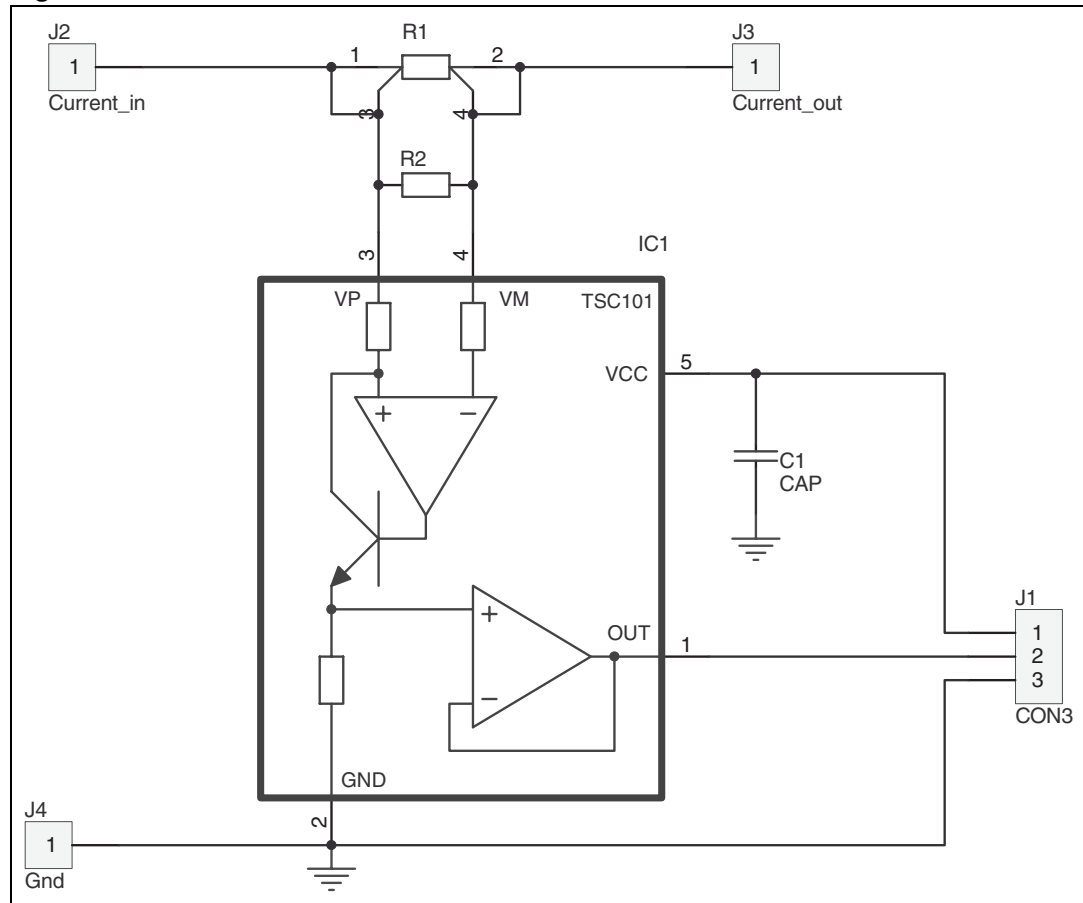 J2
1
Current_in
R1
1
2
3
4
J3
1
Current_out
R2
3
4
IC1
VP
VM
TSC101
VCC
5
+
−
C1
CAP
+
−
OUT
1
J1
1
2
3
CON3
GND
2
J4
1
Gnd